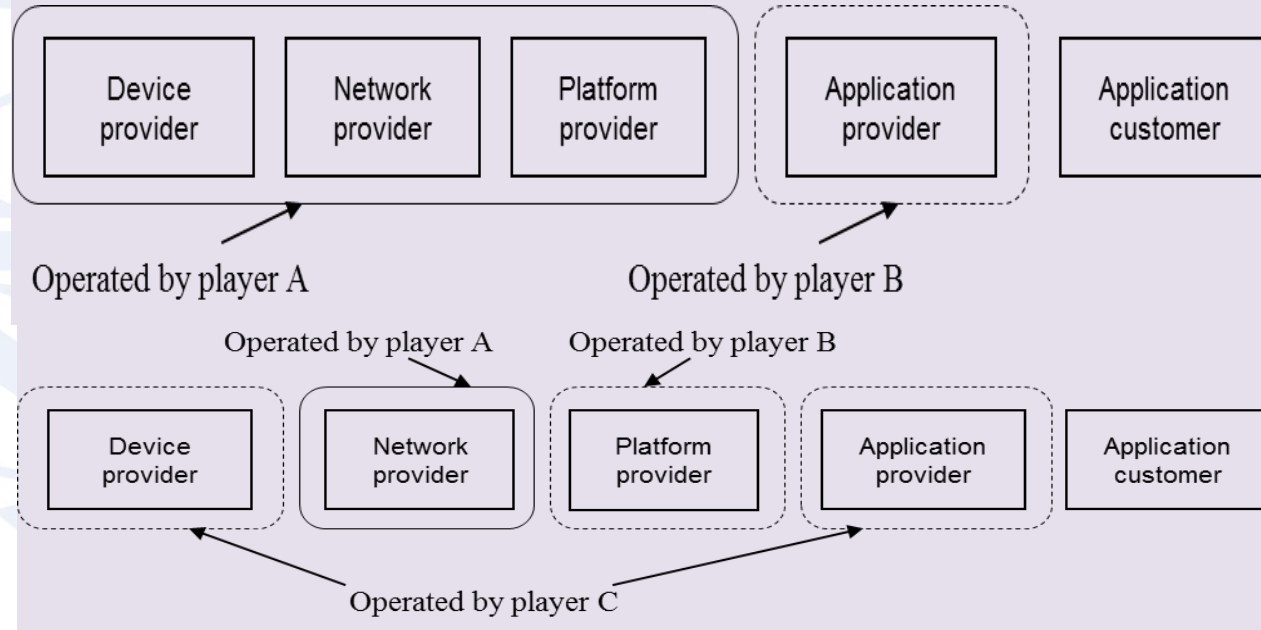 Device
provider
Network
provider
Platform
provider
Application
provider
Application
customer
Operated by player A
Operated by player B
Operated by player A
Operated by player B
Device
provider
Network
provider
Platform
provider
Application
provider
Application
customer
Operated by player C